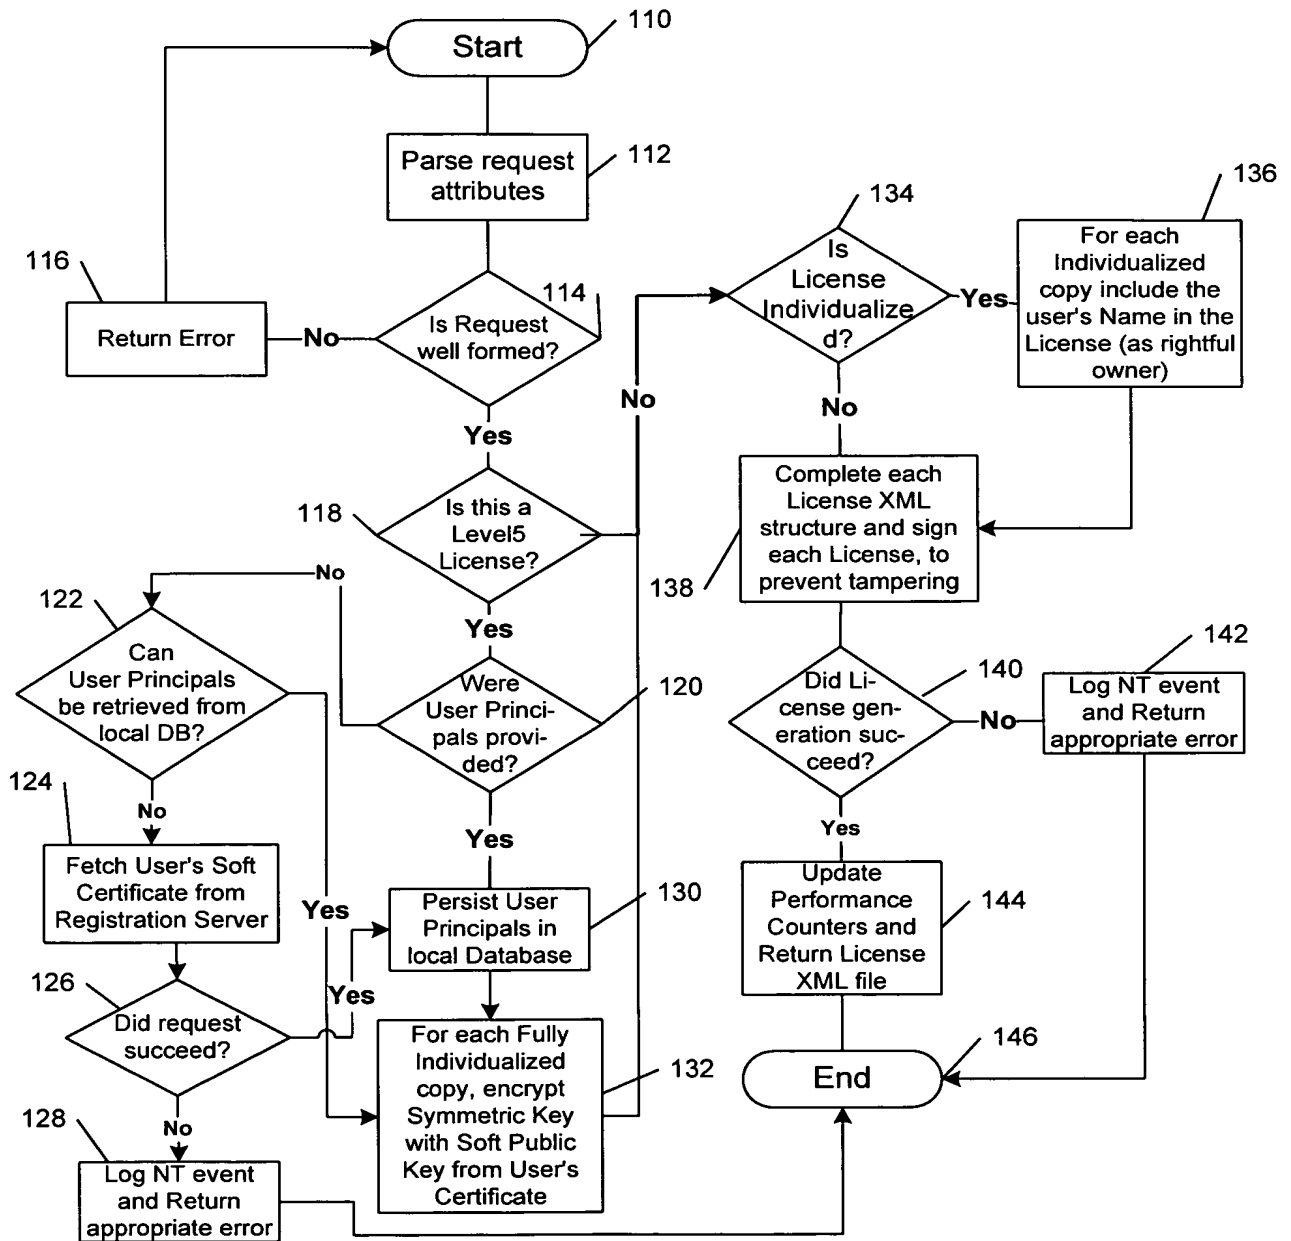 Start
110
Parse request
attributes
112
116
Return Error
No
114
Is Request
well formed?
Yes
118
Is this a
Level5
License?
No
Yes
No
122
Can
User Principals
be retrieved from
local DB?
Were
User Princi-
pals provi-
ded?
120
124
No
Fetch User's Soft
Certificate from
Registration Server
Yes
Yes
Persist User
Principals in
local Database
130
126
Did request
succeed?
Yes
For each Fully
Individualized
copy, encrypt
Symmetric Key
with Soft Public
Key from User's
Certificate
132
128
No
Log NT event
and Return
appropriate error
134
Is
License
Individualize
d?
Yes
136
For each
Individualized
copy include the
user's Name in the
License (as rightful
owner)
No
Complete each
License XML
structure and sign
each License, to
prevent tampering
138
Did Li-
cense gen-
eration suc-
ceed?
140
No
142
Log NT event
and Return
appropriate error
Yes
Update
Performance
Counters and
Return License
XML file
144
End
146